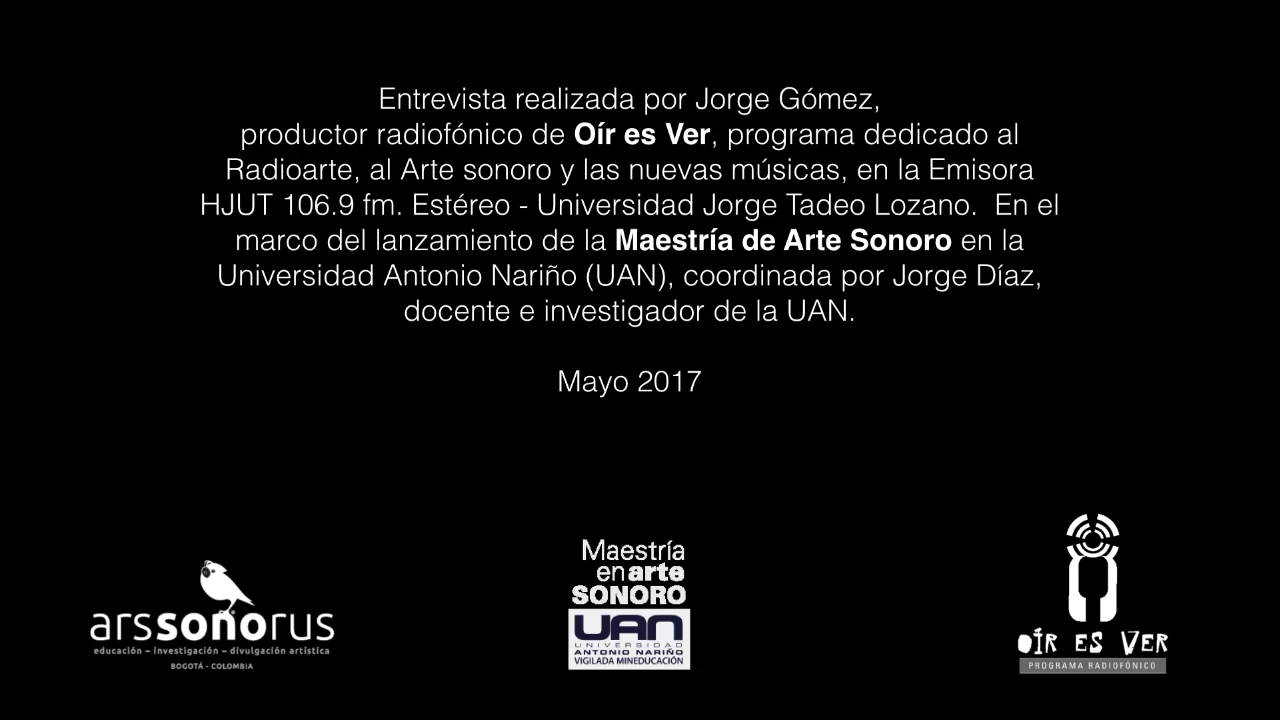 Entrevista realizada por Jorge Gómez,
productor radiofónico de Oír es Ver, programa dedicado al
Radioarte, al Arte sonoro y las nuevas músicas, en la Emisora
HJUT 106.9 fm. Estéreo - Universidad Jorge Tadeo Lozano.  En el
marco del lanzamiento de la Maestría de Arte Sonoro en la
Universidad Antonio Nariño (UAN), coordinada por Jorge Díaz,
docente e investigador de la UAN.
Mayo 2017
arssonorus
educación – investigación – divulgación artística
BOGOTÁ - COLOMBIA
Maestría
en arte
SONORO
UAN
UNIVERSIDAD
ANTONIO NARIÑO
VIGILADA MINEDUCACIÓN
OÍR ES VER
PROGRAMA RADIOFÓNICO